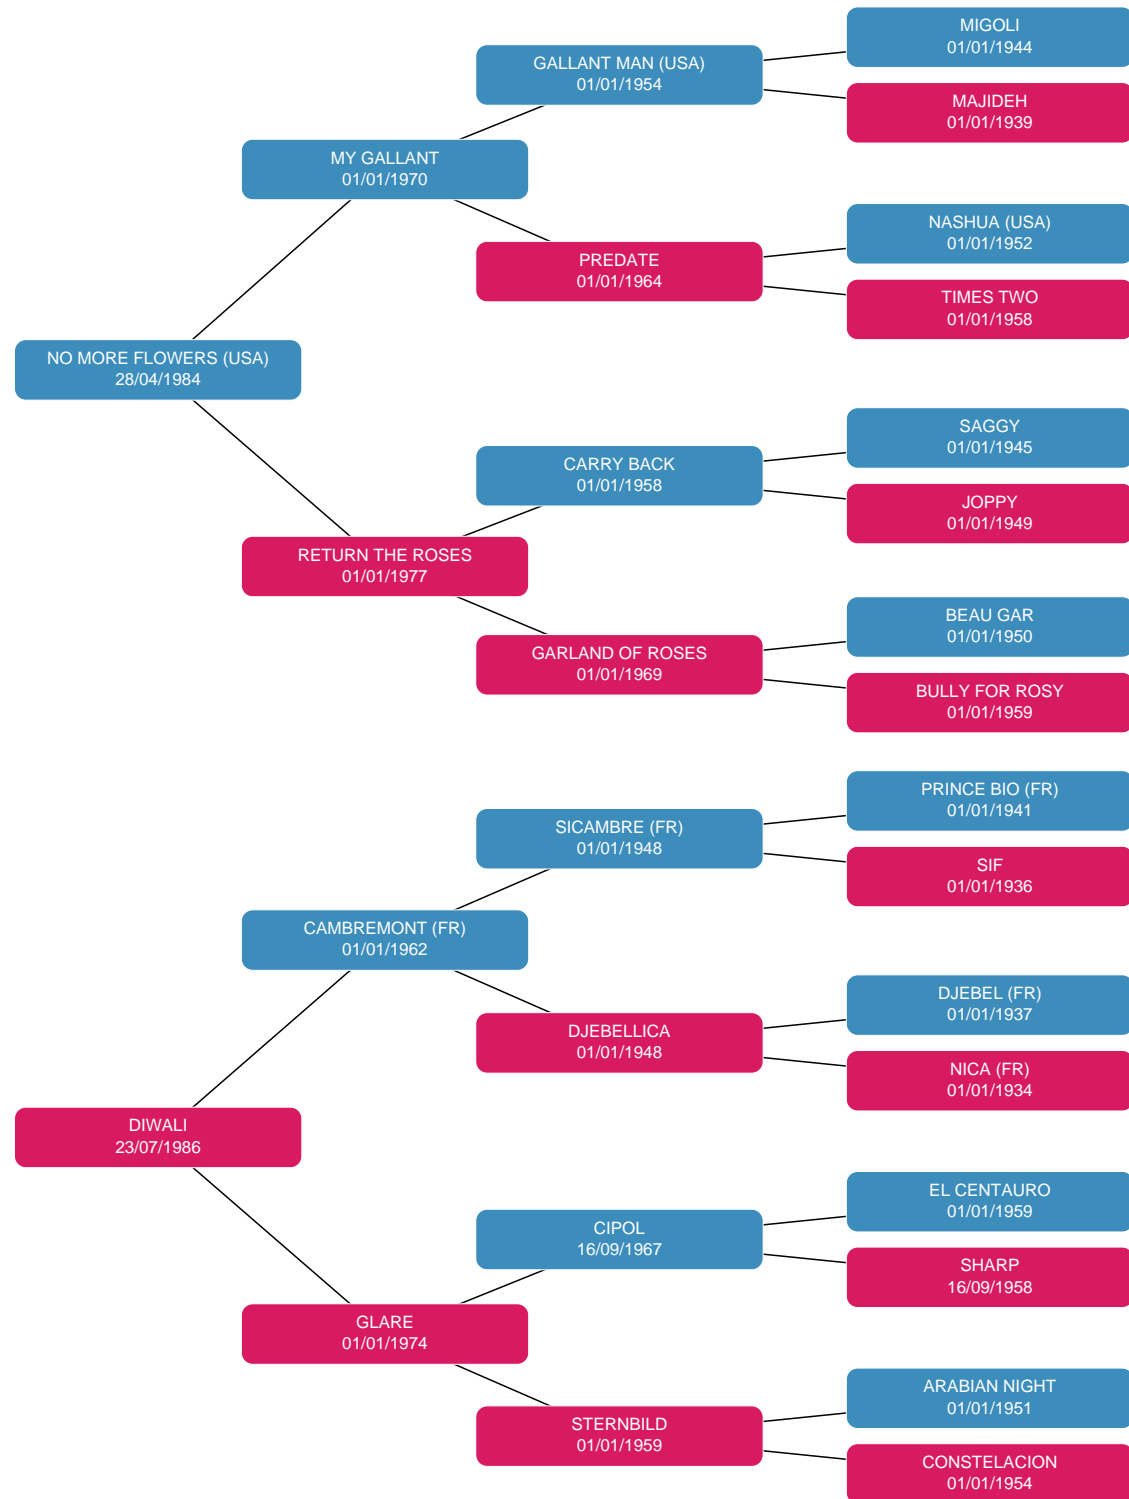 MIGOLI
01/01/1944
GALLANT MAN (USA)
01/01/1954
MAJIDEH
01/01/1939
MY GALLANT
01/01/1970
NASHUA (USA)
01/01/1952
PREDATE
01/01/1964
TIMES TWO
01/01/1958
NO MORE FLOWERS (USA)
28/04/1984
SAGGY
01/01/1945
CARRY BACK
01/01/1958
JOPPY
01/01/1949
RETURN THE ROSES
01/01/1977
BEAU GAR
01/01/1950
GARLAND OF ROSES
01/01/1969
BULLY FOR ROSY
01/01/1959
PRINCE BIO (FR)
01/01/1941
SICAMBRE (FR)
01/01/1948
SIF
01/01/1936
CAMBREMONT (FR)
01/01/1962
DJEBEL (FR)
01/01/1937
DJEBELLICA
01/01/1948
NICA (FR)
01/01/1934
DIWALI
23/07/1986
EL CENTAURO
01/01/1959
CIPOL
16/09/1967
SHARP
16/09/1958
GLARE
01/01/1974
ARABIAN NIGHT
01/01/1951
STERNBILD
01/01/1959
CONSTELACION
01/01/1954